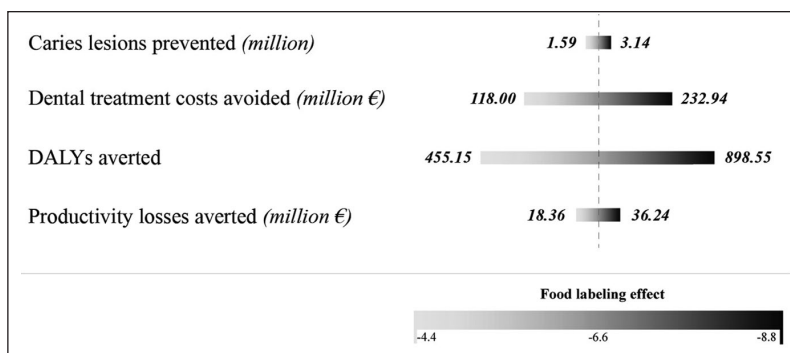 Caries lesions prevented (million) 1.59 3.14
Dental treatment costs avoided (million €) 118.00 232.94
DALYs averted 455.15 898.55
Productivity losses averted (million €) 18.36 36.24
Food labeling effect
-4.4 -6.6 -8.8